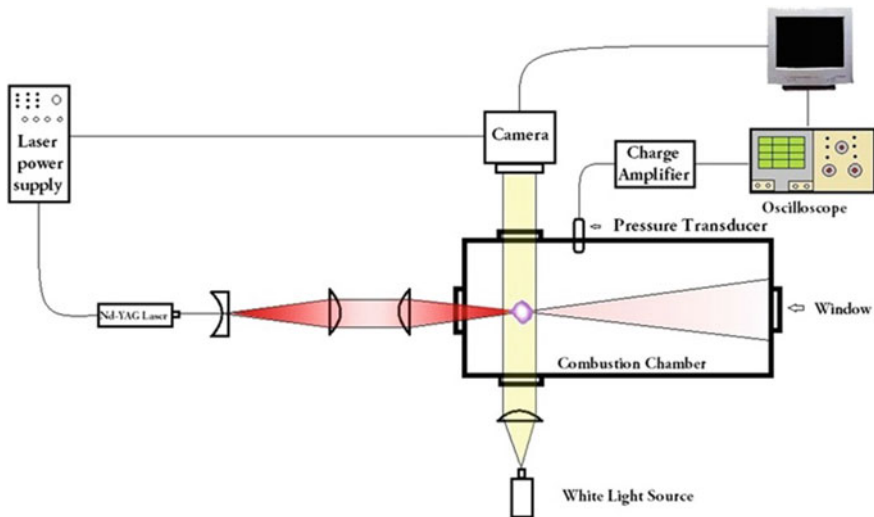 Laser
power
supply
Camera
Charge
Amplifier
Oscilloscope
Pressure Transducer
Nd-YAG Laser
Window
Combustion Chamber
White Light Source